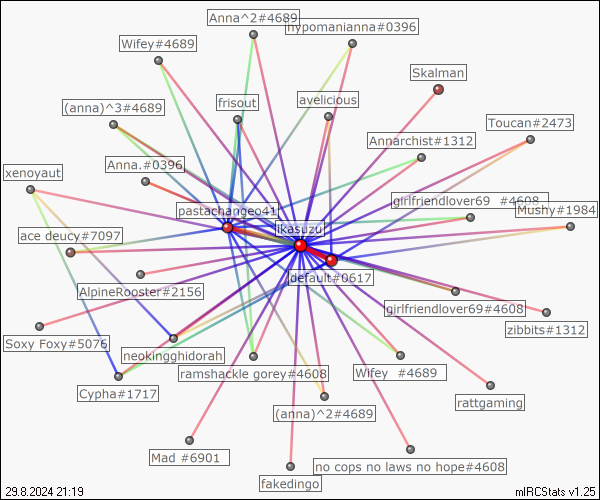 Anna^2#4689
hypomanianna#0396
Wifey#4689
Skalman
(anna)^3#4689
frisout
avelicious
Toucan#2473
Annarchist#1312
Anna.#0396
xenoyaut
girlfriendlover69 #4608
pastachangeo41
Mushy#1984
ikasuzu
ace deucy#7097
default#0617
AlpineRooster#2156
girlfriendlover69#4608
zibbits#1312
Soxy Foxy#5076
neokingghidorah
ramshackle gorey#4608
Wifey #4689
Cypha#1717
rattgaming
(anna)^2#4689
Mad #6901
no cops no laws no hope#4608
fakedingo
29.8.2024 21:19
mIRCStats v1.25